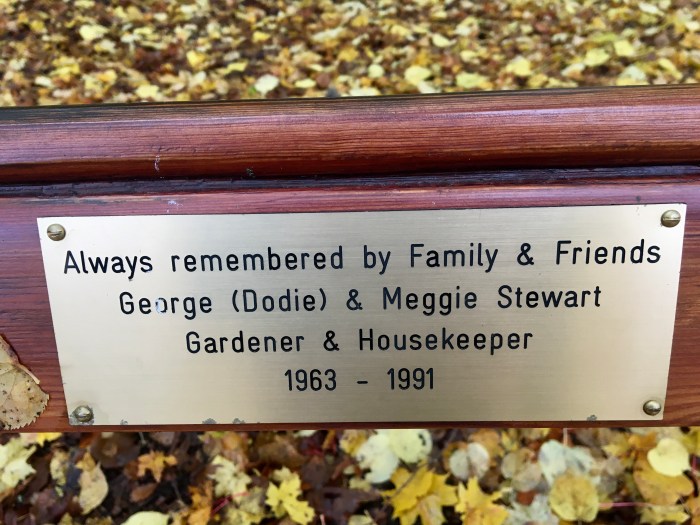 Always remembered by Family & Friends
George (Dodie) & Meggie Stewart
Gardener & Housekeeper
1963 - 1991